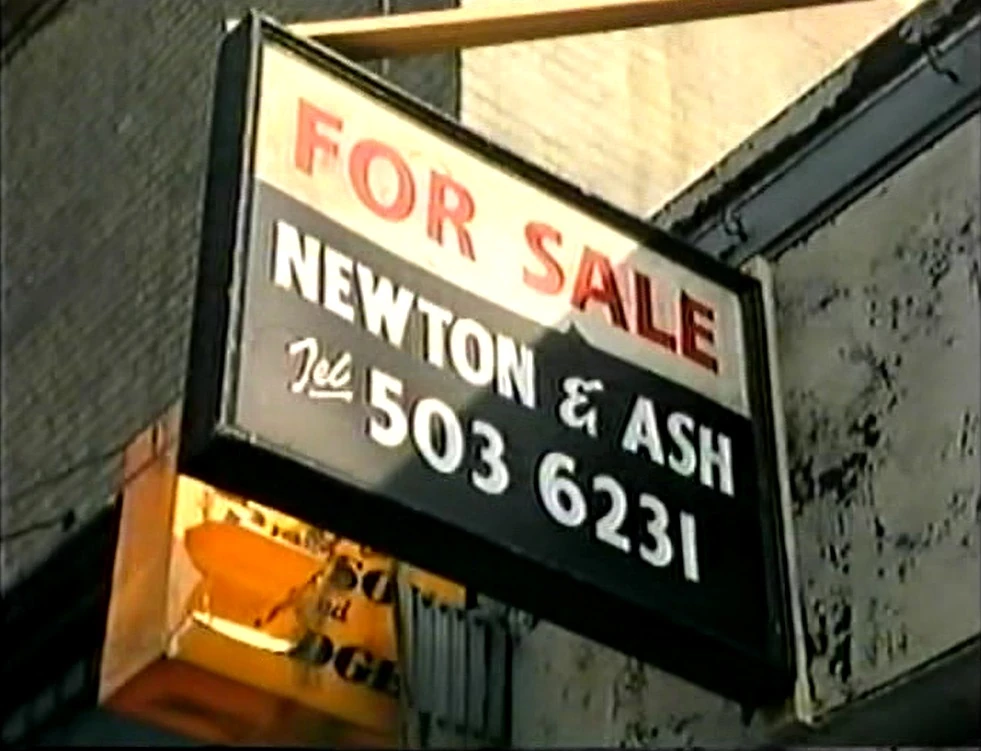 FOR SALE
NEWTON & ASH
Tel 503 6231